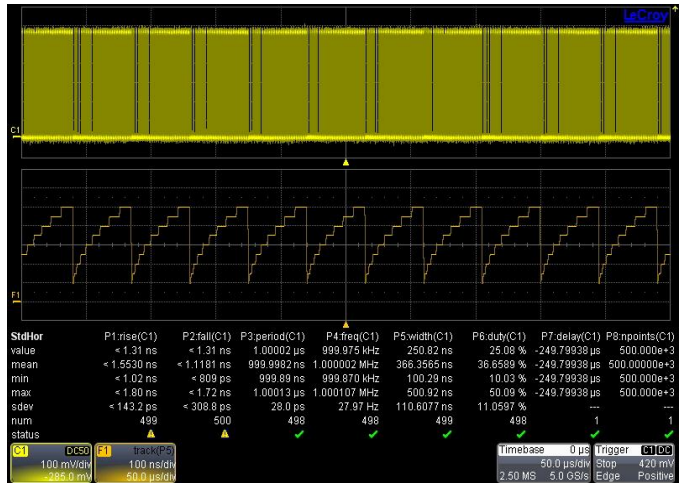 LeCroy
C1
F1
StdHor P1:rise(C1) P2:fall(C1) P3:period(C1) P4:freq(C1) P5:width(C1) P6:duty(C1) P7:delay(C1) P8:npoints(C1)
value < 1.31 ns < 1.31 ns 1.00002 µs 999.975 kHz 250.82 ns 25.08 % -249.79938 µs 500.000e+3
mean < 1.5530 ns < 1.1181 ns 999.9982 ns 1.000002 MHz 366.3565 ns 36.6589 % -249.79938 µs 500.00000e+3
min < 1.02 ns < 809 ps 999.89 ns 999.870 kHz 100.29 ns 10.03 % -249.79938 µs 500.000e+3
max < 1.80 ns < 1.72 ns 1.00013 µs 1.000107 MHz 500.92 ns 50.09 % -249.79938 µs 500.000e+3
sdev < 143.2 ps < 308.8 ps 28.0 ps 27.97 Hz 110.6077 ns 11.0597 % --- ---
num 499 500 498 498 499 498 1 1
status
C1 DC50 F1 track(P5) Timebase 0 µs Trigger C1 DC
100 mV/div 100 ns/div 50.0 µs/div Stop 420 mV
-285.0 mV 50.0 µs/div 2.50 MS 5.0 GS/s Edge Positive